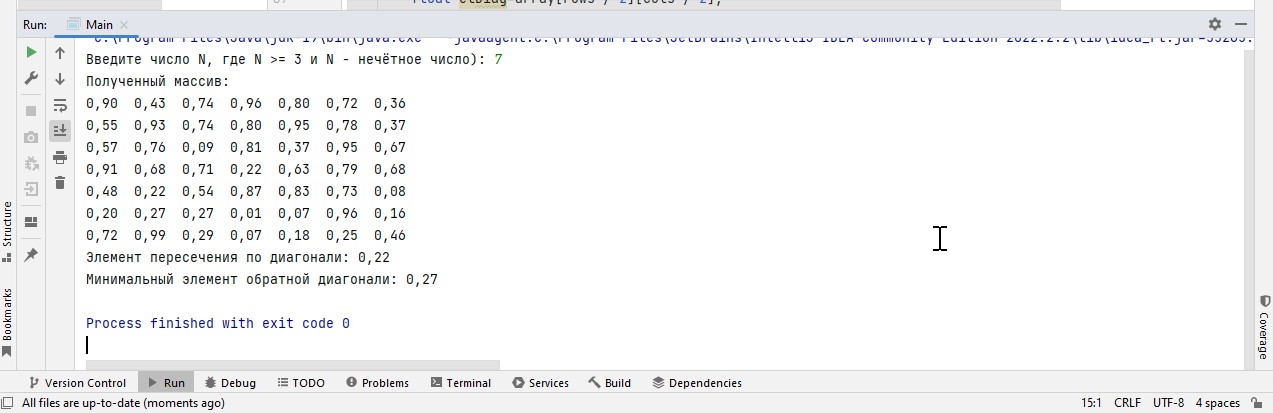 float elDiag=array[rows / 2][cols / 2];
Run: Main
Введите число N, где N >= 3 и N - нечётное число): 7
Полученный массив:
0,90 0,43 0,74 0,96 0,80 0,72 0,36
0,55 0,93 0,74 0,80 0,95 0,78 0,37
0,57 0,76 0,09 0,81 0,37 0,95 0,67
0,91 0,68 0,71 0,22 0,63 0,79 0,68
0,48 0,22 0,54 0,87 0,83 0,73 0,08
0,20 0,27 0,27 0,01 0,07 0,96 0,16
0,72 0,99 0,29 0,07 0,18 0,25 0,46
Элемент пересечения по диагонали: 0,22
Минимальный элемент обратной диагонали: 0,27
Process finished with exit code 0
Structure
Bookmarks
Coverage
Version Control Run Debug TODO Problems Terminal Services Build Dependencies
All files are up-to-date (moments ago) 15:1 CRLF UTF-8 4 spaces